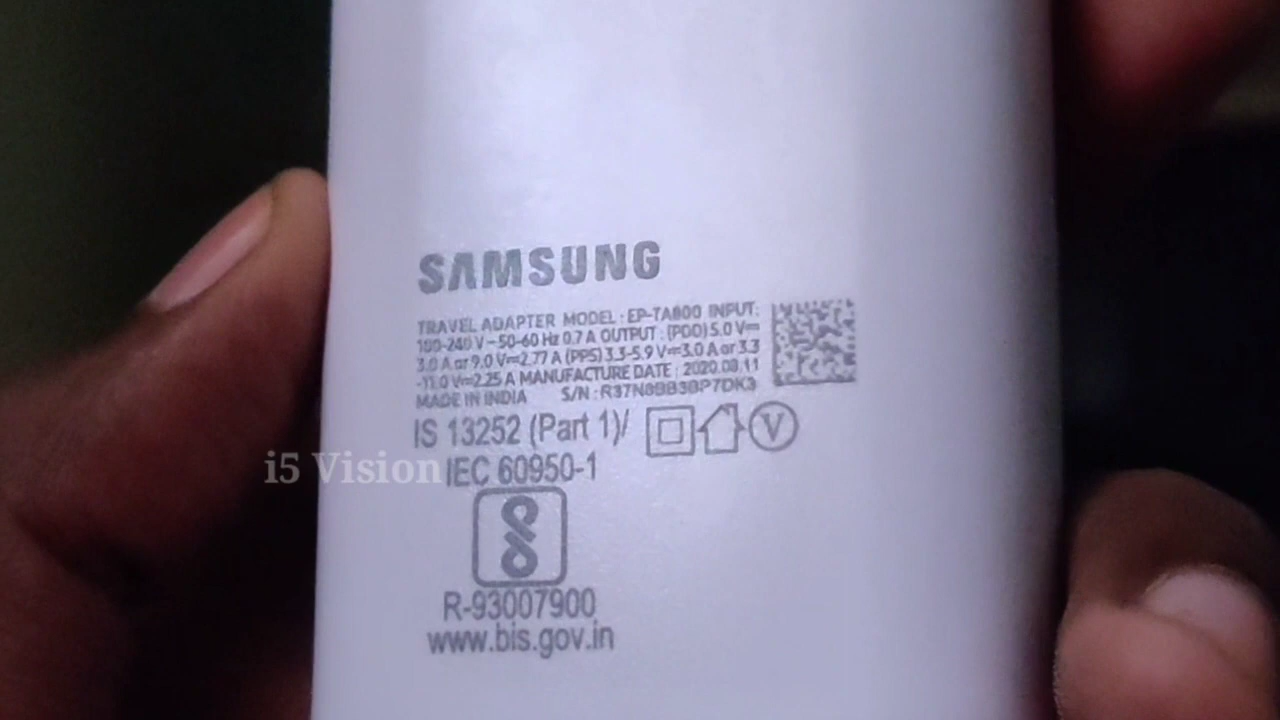 SAMSUNG
TRAVEL ADAPTER MODEL : EP-TA800 INPUT:
100-240 V ~ 50-60 Hz 0.7 A OUTPUT : (PDO) 5.0 V⎓
3.0 A or 9.0 V⎓2.77 A (PPS) 3.3-5.9 V⎓3.0 A or 3.3
-11.0 V⎓2.25 A MANUFACTURE DATE : 2020.08.11
MADE IN INDIA S/N :
IS 13252 (Part 1)/
V
i5 Vision
IEC 60950-1
R-93007900
www.bis.gov.in